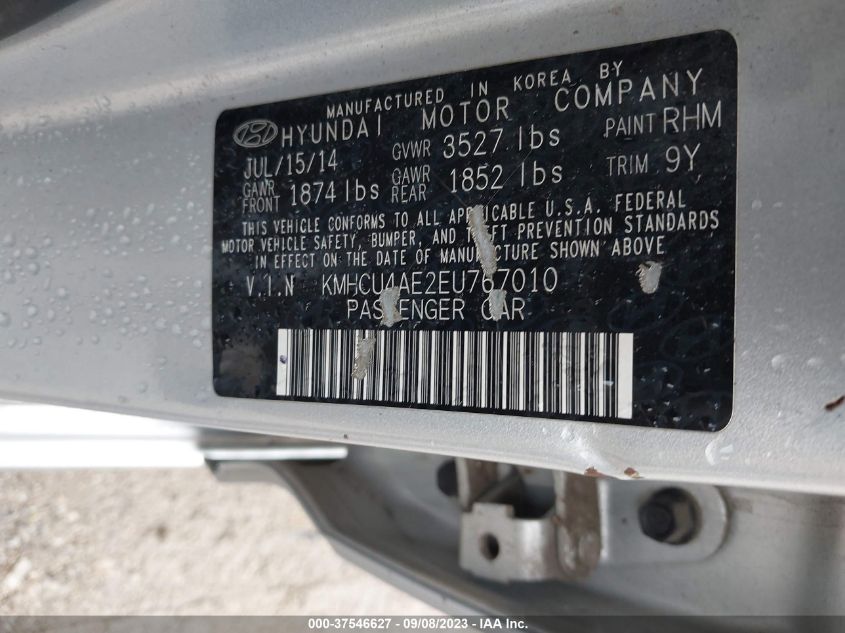 MANUFACTURED IN KOREA BY
HYUNDAI MOTOR COMPANY
JUL/15/14 GVWR 3527 lbs PAINT RHM
GAWR FRONT 1874 lbs GAWR REAR 1852 lbs TRIM 9Y
THIS VEHICLE CONFORMS TO ALL APPLICABLE U.S.A. FEDERAL
MOTOR VEHICLE SAFETY, BUMPER, AND THEFT PREVENTION STANDARDS
IN EFFECT ON THE DATE OF MANUFACTURE SHOWN ABOVE
V.I.N KMHCU4AE2EU767010
PASSENGER CAR
000-37546627 - 09/08/2023 - IAA Inc.